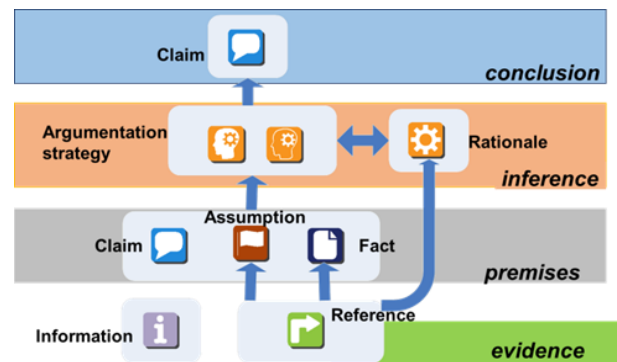 Claim
conclusion
Argumentation
strategy
Rationale
inference
Assumption
Claim
Fact
premises
Information
i
Reference
evidence